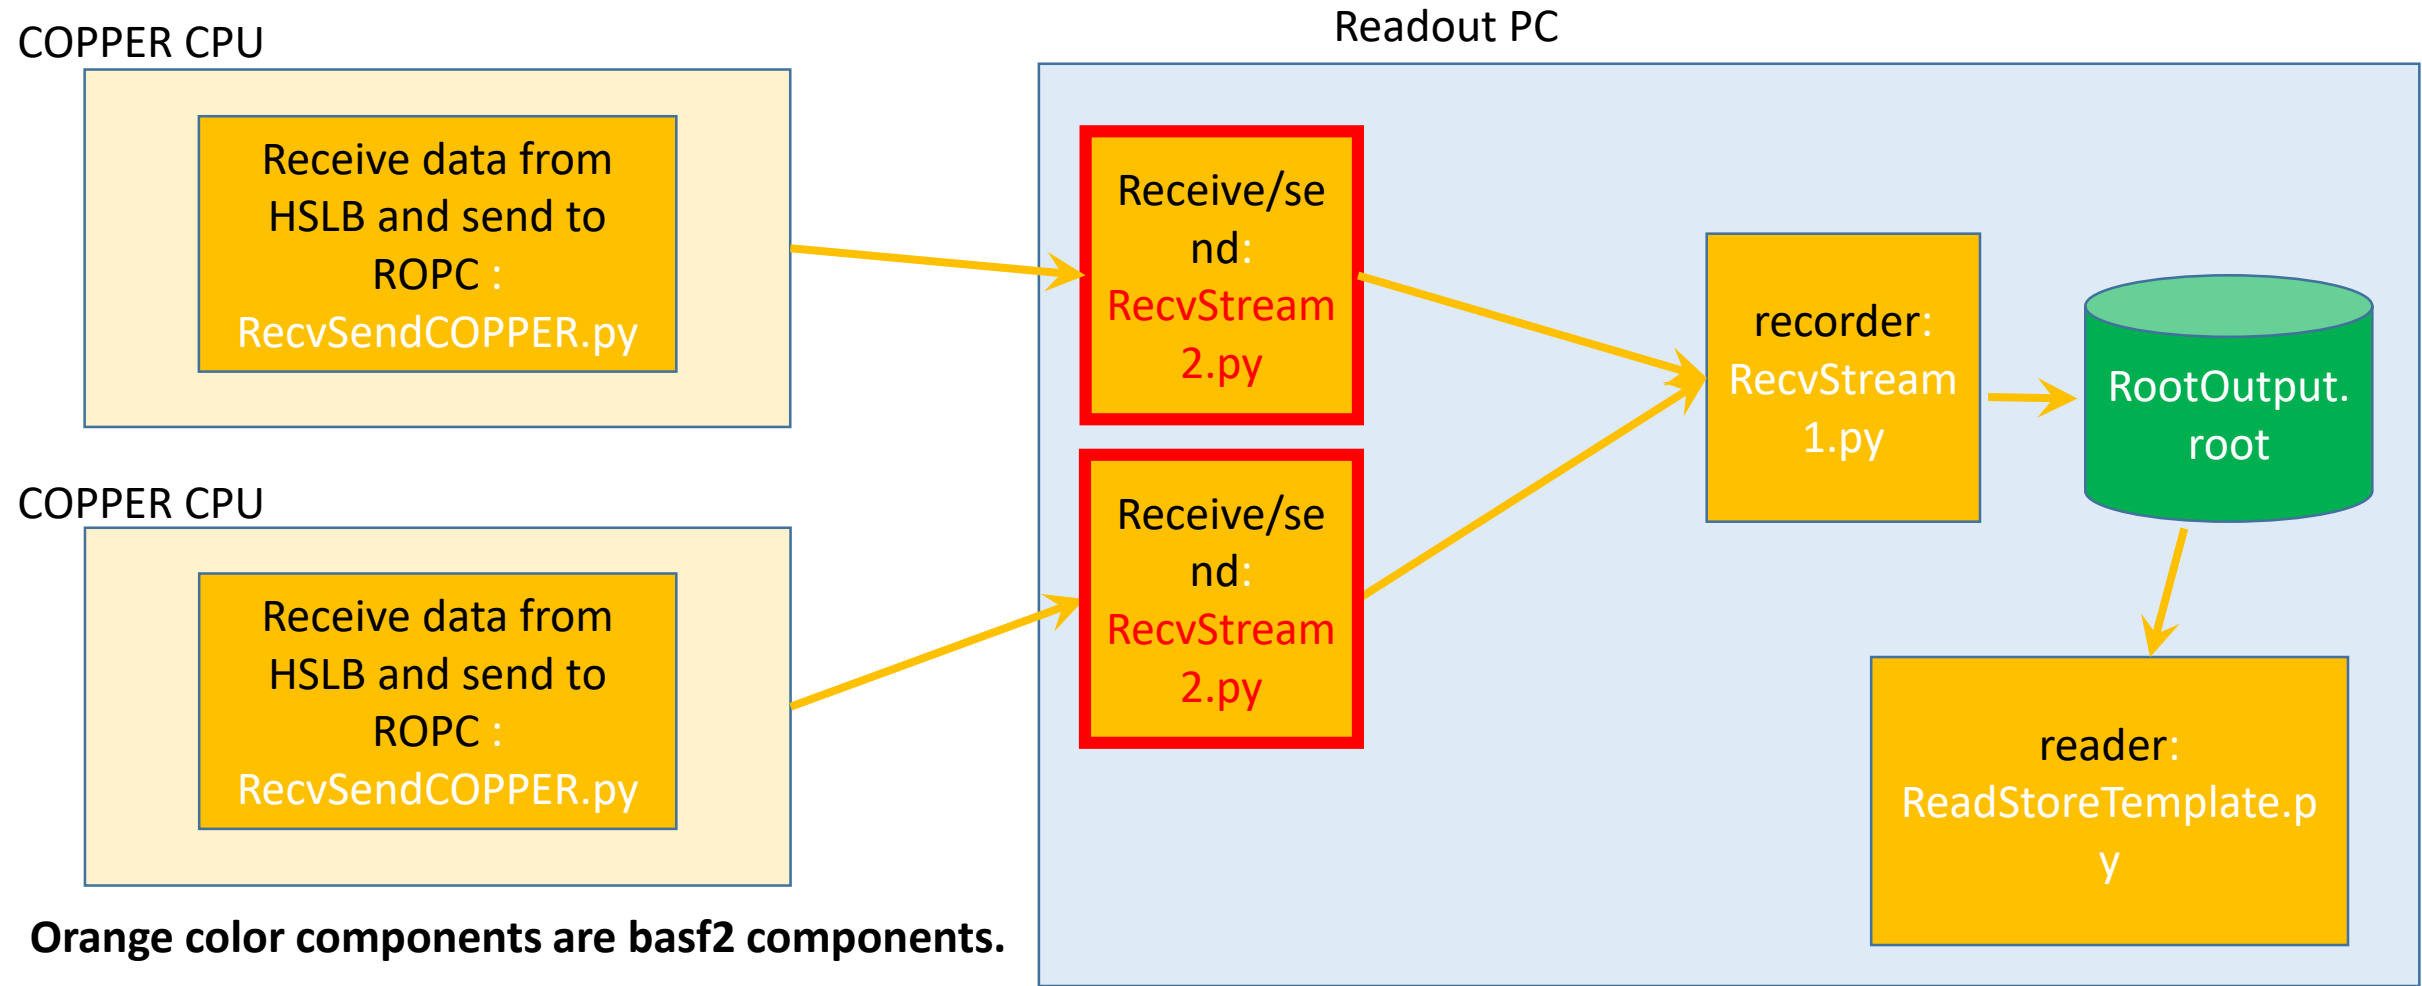 COPPER CPU
Receive data from
HSLB and send to
ROPC :
RecvSendCOPPER.py
COPPER CPU
Receive data from
HSLB and send to
ROPC :
RecvSendCOPPER.py
Orange color components are basf2 components.
Readout PC
Receive/se
nd:
RecvStream
2.py
Receive/se
nd:
RecvStream
2.py
recorder:
RecvStream
1.py
RootOutput.
root
reader:
ReadStoreTemplate.p
y